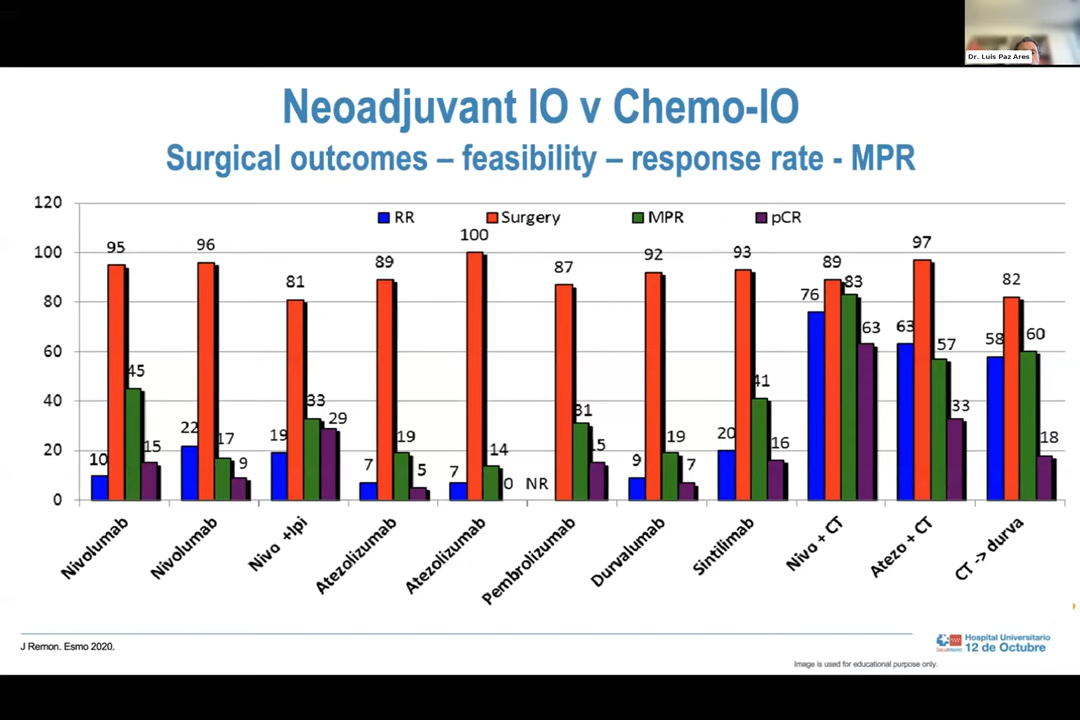 Dr. Luis Paz Ares
Neoadjuvant IO v Chemo-IO
Surgical outcomes – feasibility – response rate - MPR
120
100
80
60
40
20
0
RR Surgery MPR pCR
10 95 45 15
22 96 17 9
19 81 33 29
7 89 19 5
7 100 14 0
NR 87 31 15
9 92 19 7
20 93 41 16
76 89 83 63
63 97 57 33
58 82 60 18
Nivolumab
Nivolumab
Nivo +Ipi
Atezolizumab
Atezolizumab
Pembrolizumab
Durvalumab
Sintilimab
Nivo + CT
Atezo + CT
CT -> durva
J Remon. Esmo 2020.
Hospital Universitario
12 de Octubre
Image is used for educational purpose only.